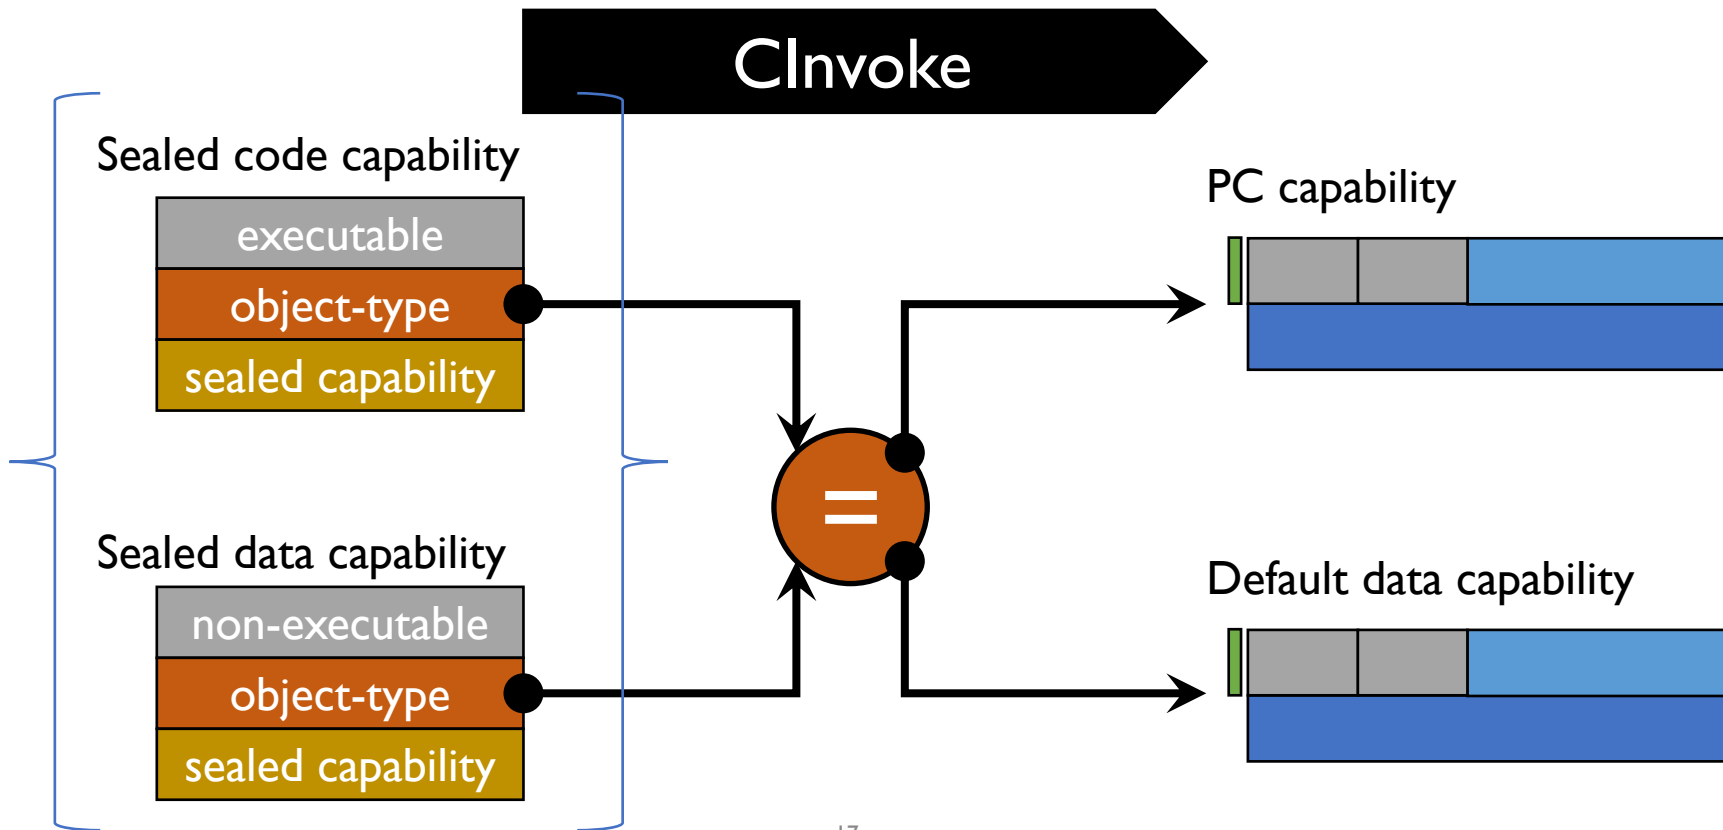 CInvoke
Sealed code capability
executable
object-type
sealed capability
Sealed data capability
non-executable
object-type
sealed capability
=
PC capability
Default data capability
17